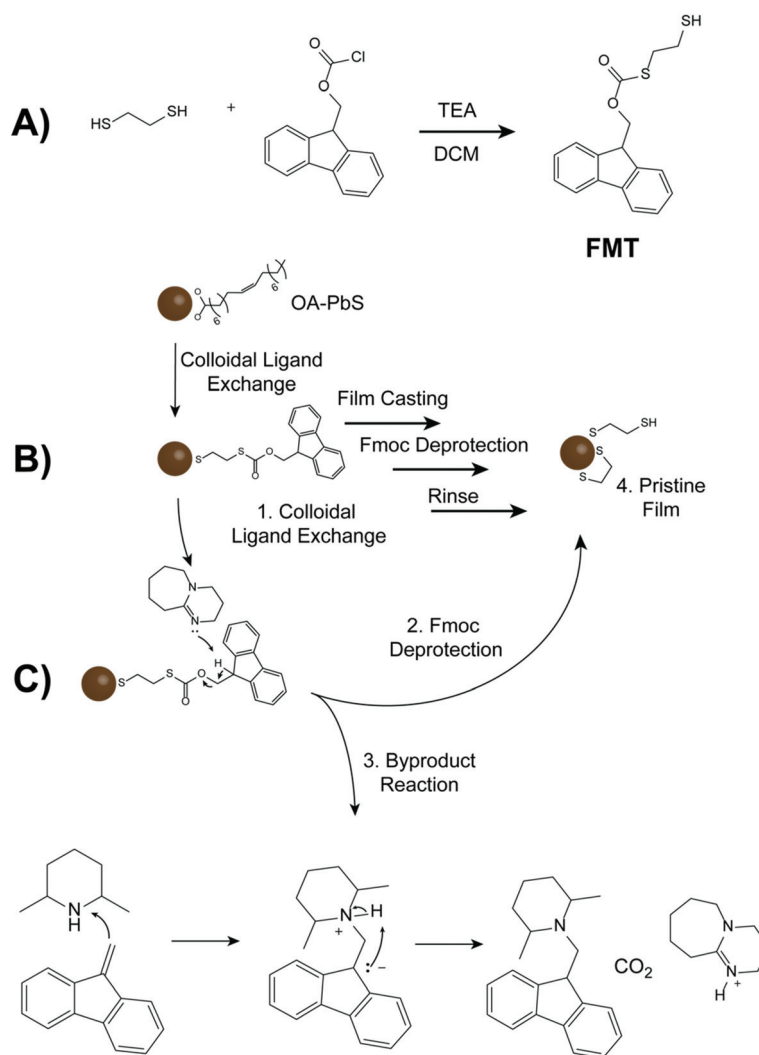 A)
HS
SH
+
O
Cl
O
TEA
DCM
SH
O
S
O
FMT
O
O
6
6
OA-PbS
Colloidal Ligand
Exchange
B)
S
S
O
O
1. Colloidal
Ligand Exchange
Film Casting
Fmoc Deprotection
Rinse
S
SH
S
S
4. Pristine
Film
N
N
2. Fmoc
Deprotection
C)
S
S
O
O
H
3. Byproduct
Reaction
N
H
N
H
+
−
N
CO2
N
N
H
+